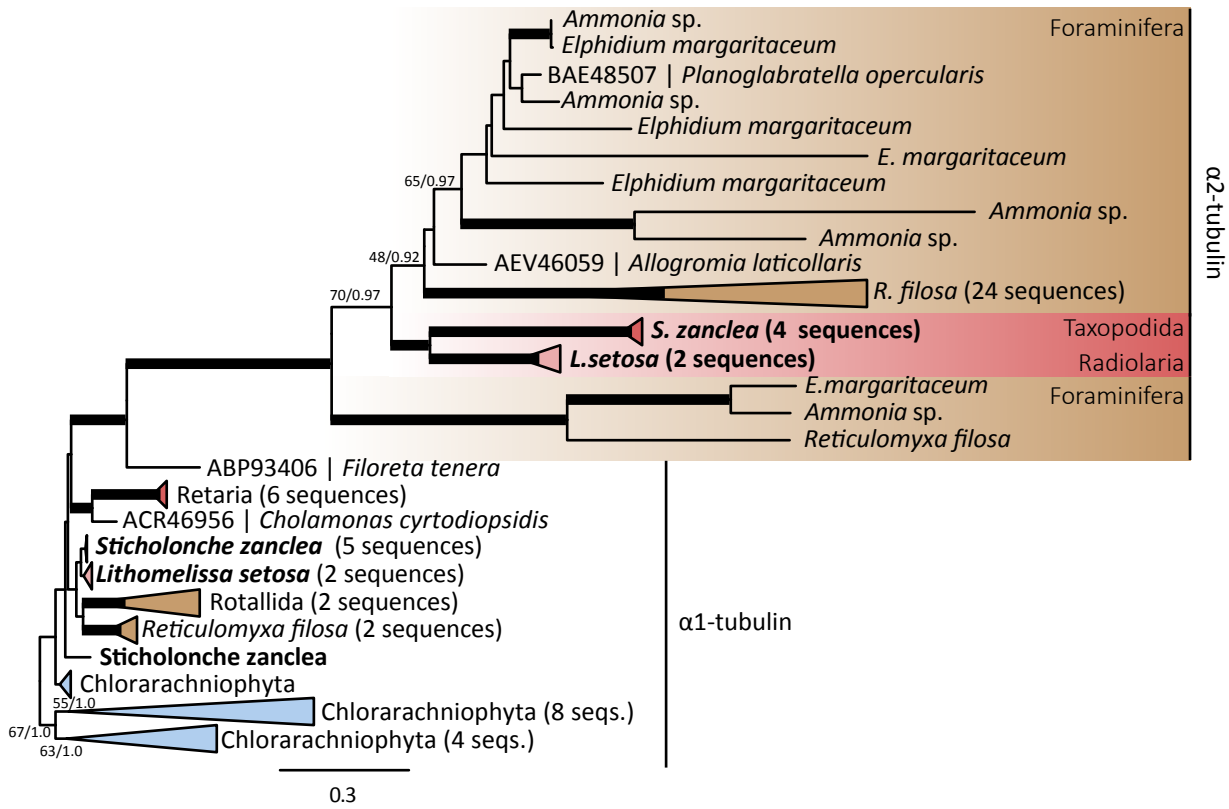 Ammonia sp.
Foraminifera
Elphidium margaritaceum
BAE48507 | Planoglabratella opercularis
Ammonia sp.
Elphidium margaritaceum
E. margaritaceum
65/0.97
Elphidium margaritaceum
α2-tubulin
Ammonia sp.
Ammonia sp.
48/0.92
AEV46059 | Allogromia laticollaris
70/0.97
R. filosa (24 sequences)
S. zanclea (4 sequences)
Taxopodida
L.setosa (2 sequences)
Radiolaria
E.margaritaceum
Foraminifera
Ammonia sp.
Reticulomyxa filosa
ABP93406 | Filoreta tenera
Retaria (6 sequences)
ACR46956 | Cholamonas cyrtodiopsidis
Sticholonche zanclea (5 sequences)
Lithomelissa setosa (2 sequences)
Rotallida (2 sequences)
α1-tubulin
Reticulomyxa filosa (2 sequences)
Sticholonche zanclea
Chlorarachniophyta
55/1.0
Chlorarachniophyta (8 seqs.)
67/1.0
Chlorarachniophyta (4 seqs.)
63/1.0
0.3